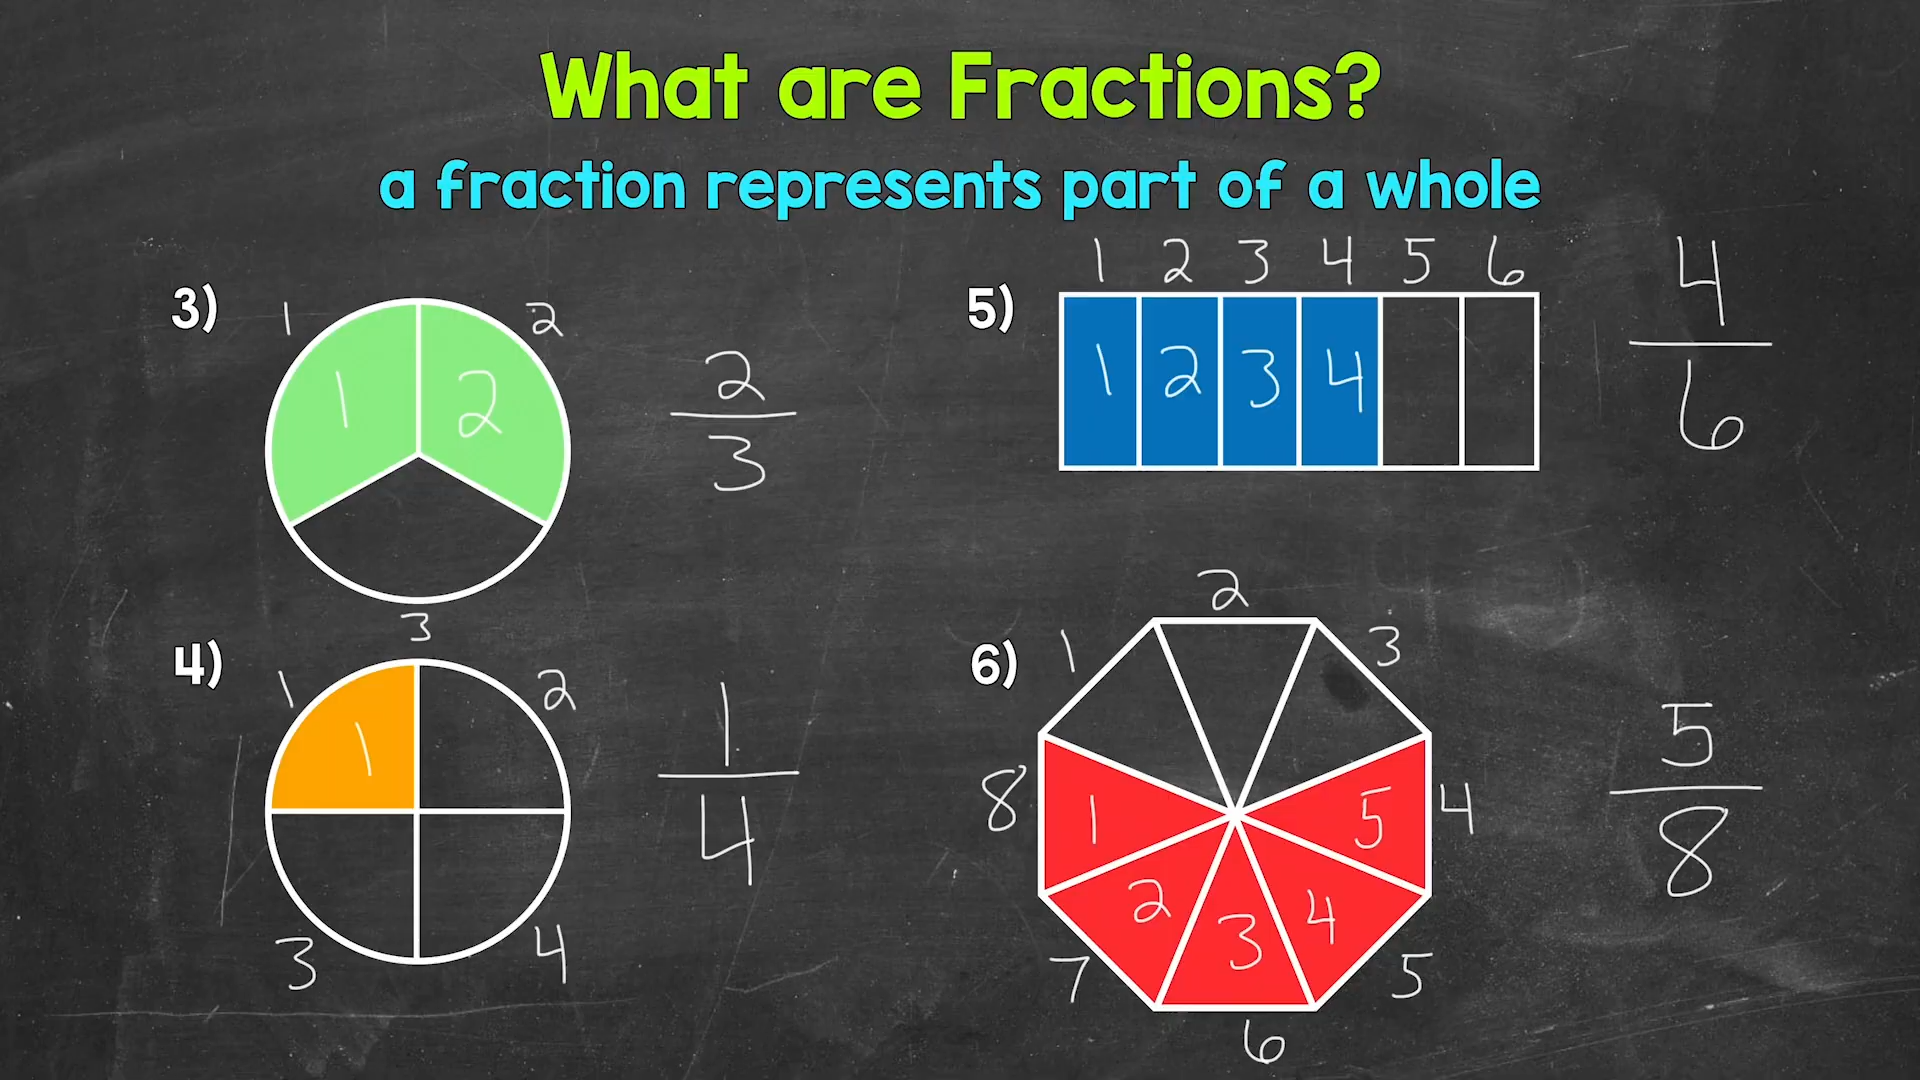 What are Fractions?
a fraction represents part of a whole
3)
1 2
1 2
3
2
3
4)
1 2
1
3 4
1
4
5)
1 2 3 4 5 6
1 2 3 4
4
6
6)
1 2 3
8 1 5 4
2 3 4
7 6 5
5
8